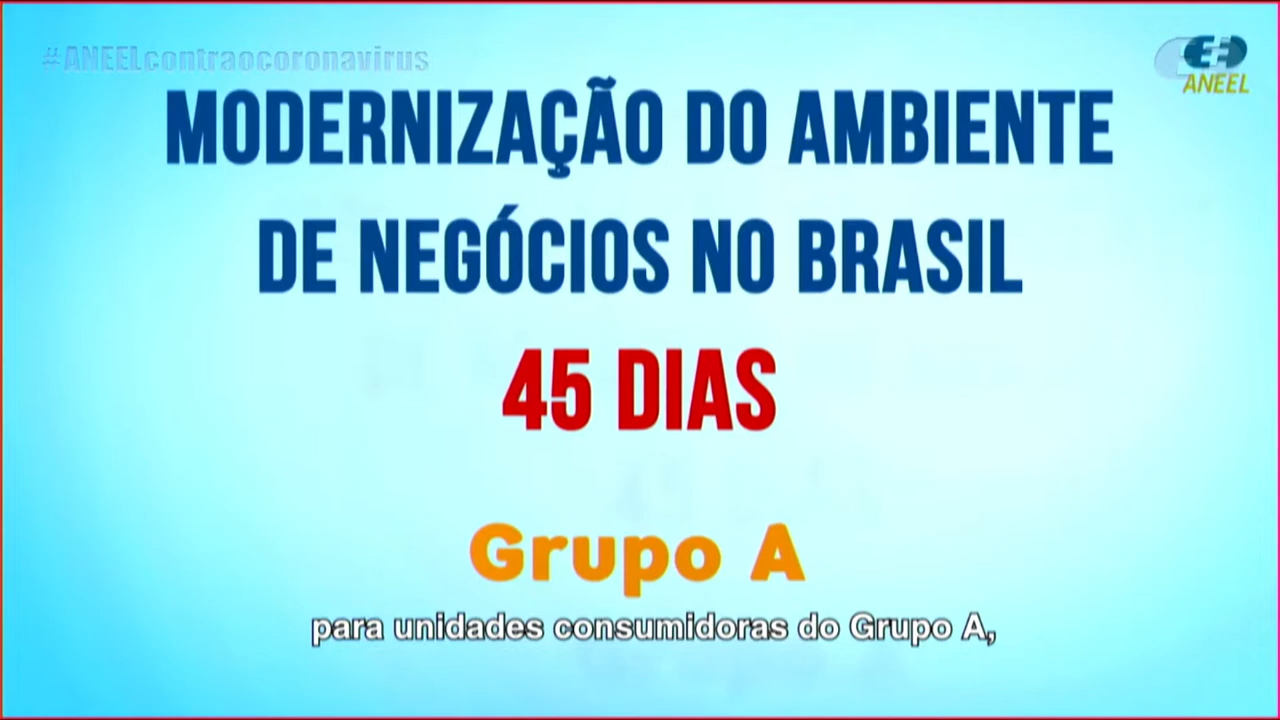 #ANEELcontraocoronavirus
ANEEL
MODERNIZAÇÃO DO AMBIENTE
DE NEGÓCIOS NO BRASIL
45 DIAS
Grupo A
para unidades consumidoras do Grupo A,